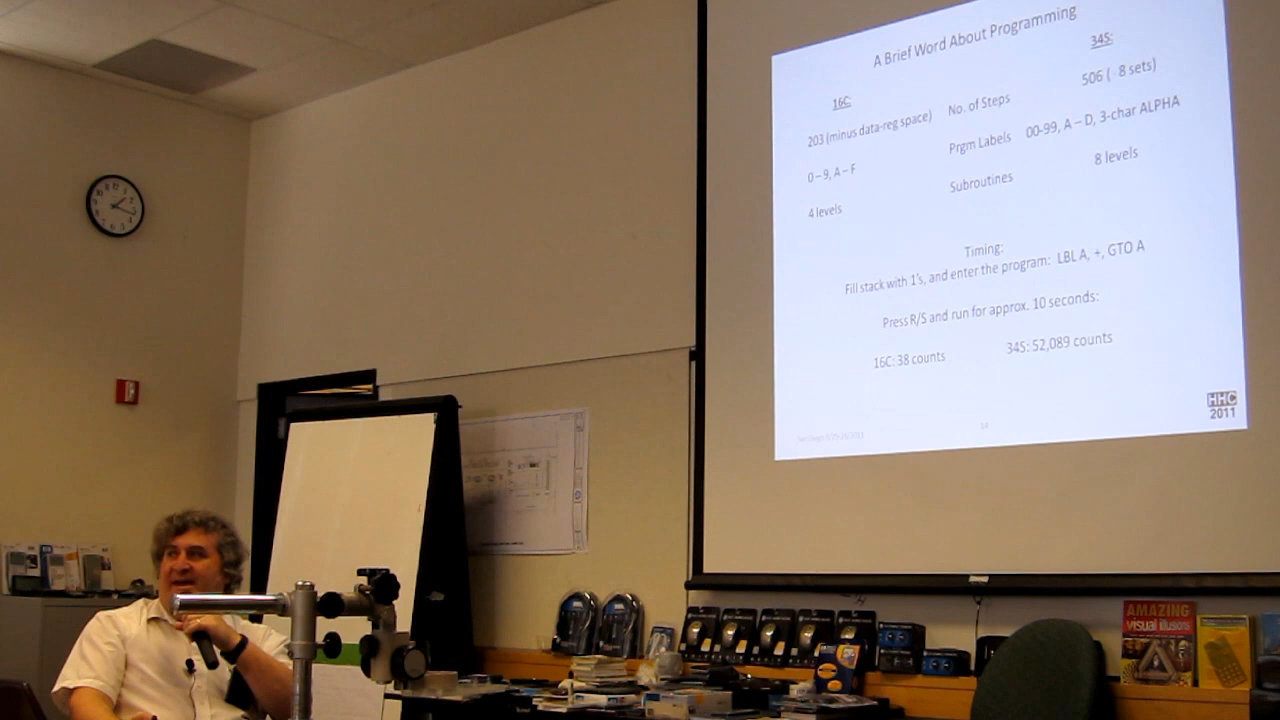 A Brief Word About Programming
16C: 34S:
203 (minus data-reg space) No. of Steps 506 ( 8 sets)
0 – 9, A – F Prgm Labels 00-99, A – D, 3-char ALPHA
4 levels Subroutines 8 levels
Timing:
Fill stack with 1's, and enter the program: LBL A, +, GTO A
Press R/S and run for approx. 10 seconds:
16C: 38 counts 34S: 52,089 counts
14
HHC
2011
AMAZING
visual illusions